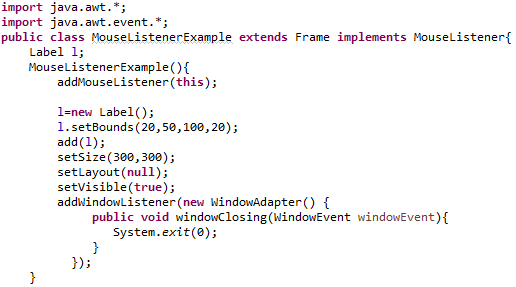 import java.awt.*;
import java.awt.event.*;
public class MouseListenerExample extends Frame implements MouseListener{
    Label l;
    MouseListenerExample(){
        addMouseListener(this);

        l=new Label();
        l.setBounds(20,50,100,20);
        add(l);
        setSize(300,300);
        setLayout(null);
        setVisible(true);
        addWindowListener(new WindowAdapter() {
             public void windowClosing(WindowEvent windowEvent){
                System.exit(0);
             }
          });
    }